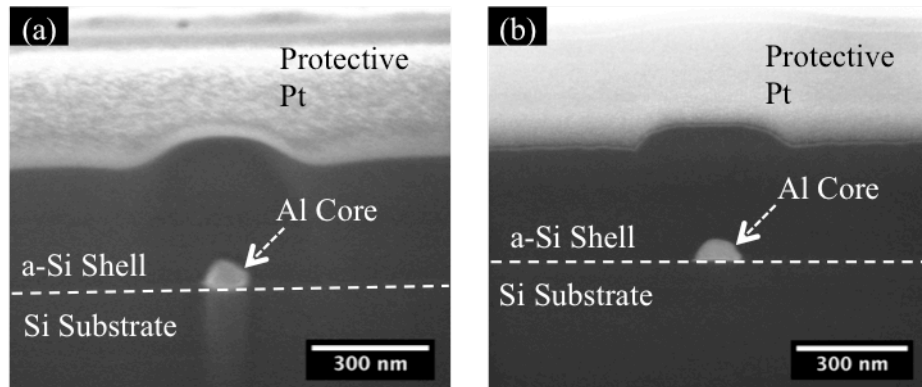 (a)
Protective
Pt
Al Core
a-Si Shell
Si Substrate
300 nm
(b)
Protective
Pt
Al Core
a-Si Shell
Si Substrate
300 nm